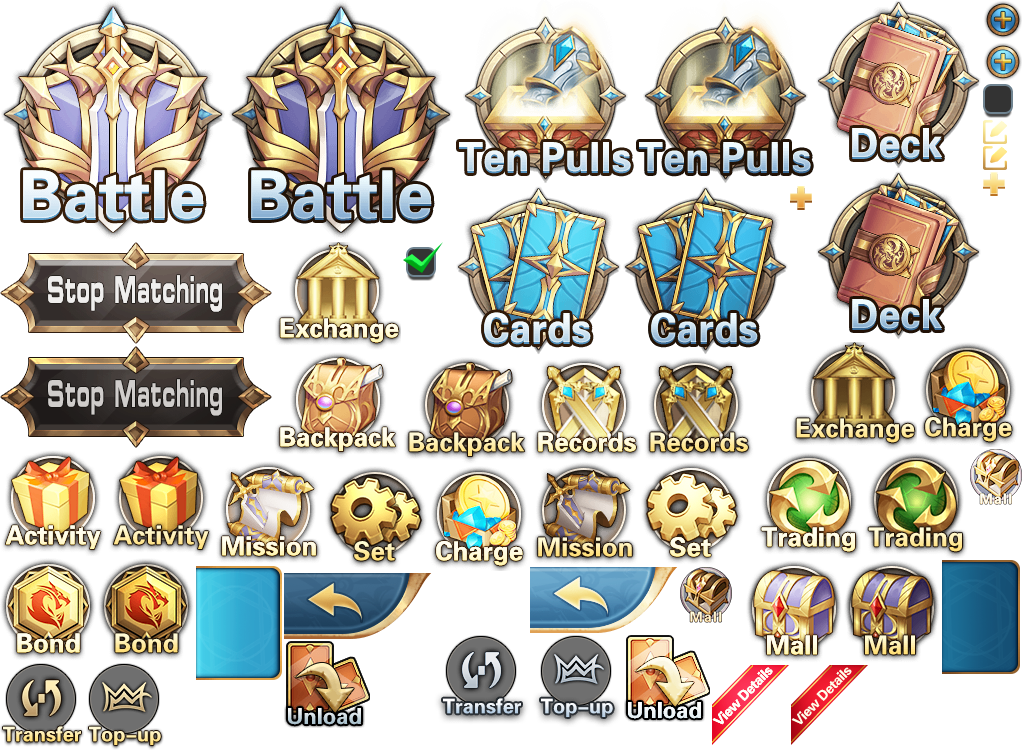 Ten Pulls
Ten Pulls
Deck
Battle
Battle
Stop Matching
Exchange
Cards
Cards
Deck
Stop Matching
Backpack
Backpack
Records
Records
Exchange
Charge
Activity
Activity
Mission
Set
Charge
Mission
Set
Trading
Trading
Mall
Bond
Bond
Mall
Mall
Mall
Transfer
Top-up
Unload
Transfer
Top-up
Unload
View Details
View Details